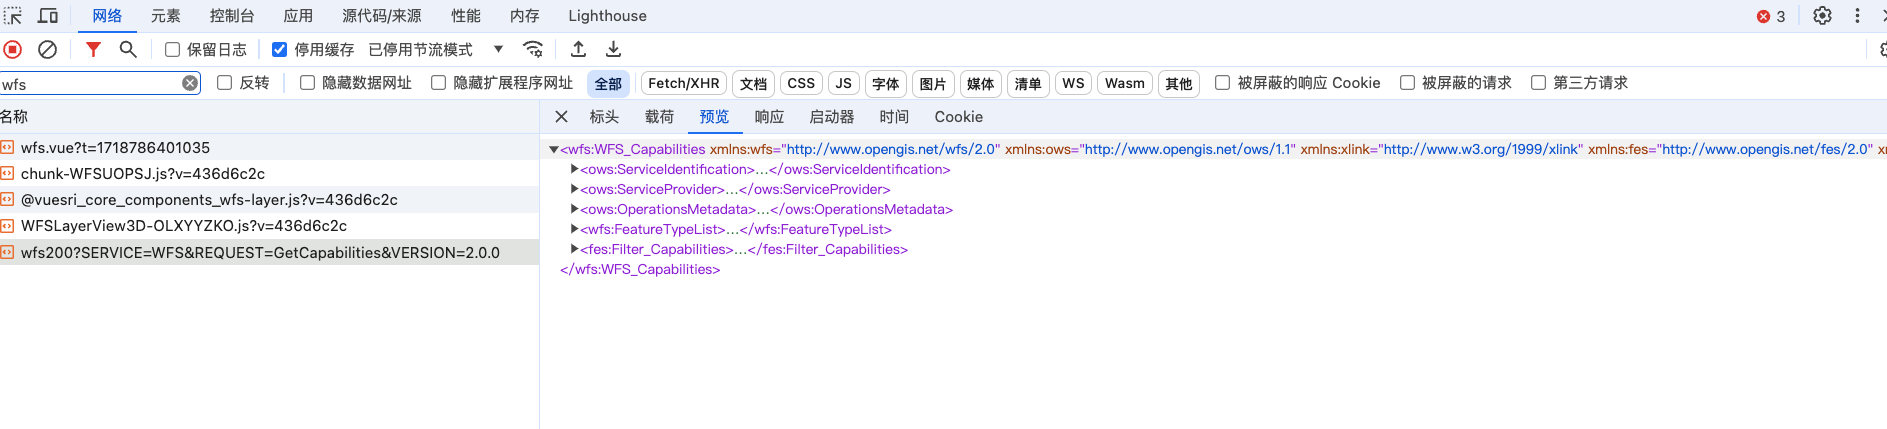 网络 元素 控制台 应用 源代码/来源 性能 内存 Lighthouse 3
保留日志 停用缓存 已停用节流模式
wfs 反转 隐藏数据网址 隐藏扩展程序网址 全部 Fetch/XHR 文档 CSS JS 字体 图片 媒体 清单 WS Wasm 其他 被屏蔽的响应 Cookie 被屏蔽的请求 第三方请求
名称
wfs.vue?t=1718786401035
chunk-WFSUOPSJ.js?v=436d6c2c
@vuesri_core_components_wfs-layer.js?v=436d6c2c
WFSLayerView3D-OLXYYZKO.js?v=436d6c2c
wfs200?SERVICE=WFS&REQUEST=GetCapabilities&VERSION=2.0.0
标头 载荷 预览 响应 启动器 时间 Cookie
<wfs:WFS_Capabilities xmlns:wfs="http://www.opengis.net/wfs/2.0" xmlns:ows="http://www.opengis.net/ows/1.1" xmlns:xlink="http://www.w3.org/1999/xlink" xmlns:fes="http://www.opengis.net/fes/2.0"
<ows:ServiceIdentification>…</ows:ServiceIdentification>
<ows:ServiceProvider>…</ows:ServiceProvider>
<ows:OperationsMetadata>…</ows:OperationsMetadata>
<wfs:FeatureTypeList>…</wfs:FeatureTypeList>
<fes:Filter_Capabilities>…</fes:Filter_Capabilities>
</wfs:WFS_Capabilities>